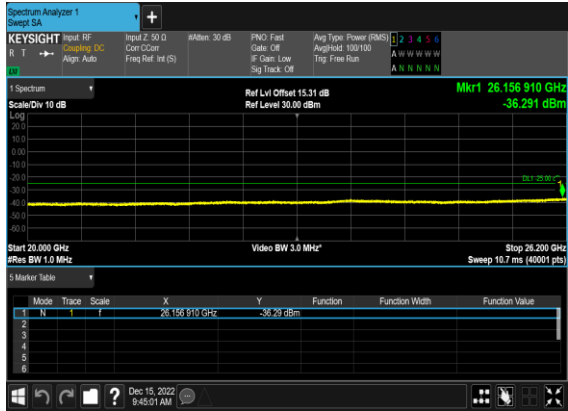 Spectrum Analyzer 1
Swept SA
+
KEYSIGHT Input: RF Input Z: 50 Ω #Atten: 30 dB PNO: Fast Avg Type: Power (RMS) 1 2 3 4 5 6
R T Coupling: DC Corr CCorr Gate: Off Avg|Hold: 100/100 A W W W W W
Align: Auto Freq Ref: Int (S) IF Gain: Low Trig: Free Run
LU Sig Track: Off A N N N N N
1 Spectrum Ref Lvl Offset 15.31 dB Mkr1 26.156 910 GHz
Scale/Div 10 dB Ref Level 30.00 dBm -36.291 dBm
Log
20.0
10.0
0.00
-10.0
-20.0
DL1 -25.00
-30.0
-40.0
-50.0
-60.0
Start 20.000 GHz Video BW 3.0 MHz* Stop 26.200 GHz
#Res BW 1.0 MHz Sweep 10.7 ms (40001 pts)
5 Marker Table
Mode Trace Scale X Y Function Function Width Function Value
1 N 1 f 26.156 910 GHz -36.29 dBm
2
3
4
5
6
? Dec 15, 2022
9:45:01 AM